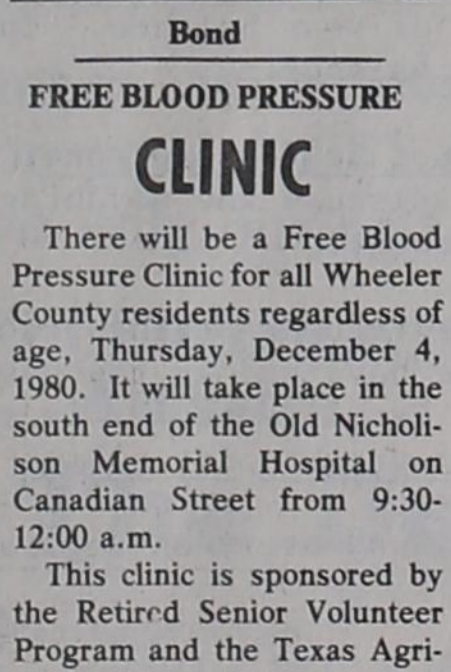 Bond
FREE BLOOD PRESSURE
CLINIC
There will be a Free Blood
Pressure Clinic for all Wheeler
County residents regardless of
age, Thursday, December 4,
1980. It will take place in the
south end of the Old Nicholi-
son Memorial Hospital on
Canadian Street from 9:30-
12:00 a.m.
This clinic is sponsored by
the Retired Senior Volunteer
Program and the Texas Agri-